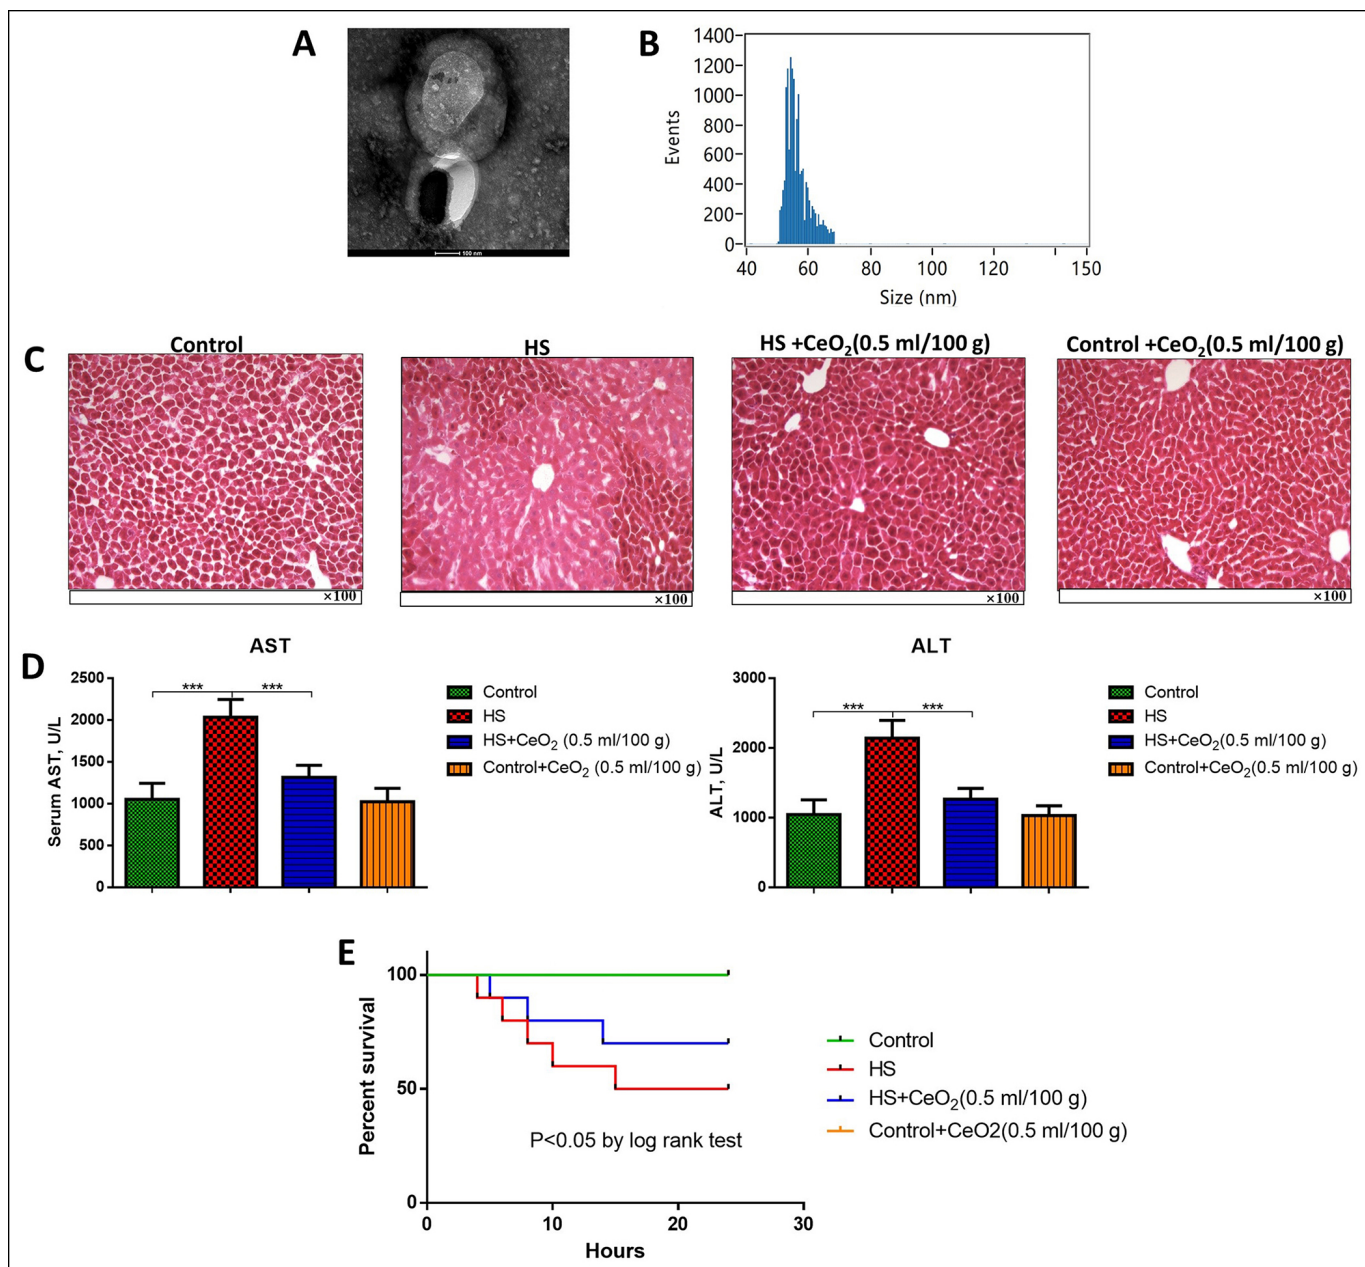 A
100 nm
B
1400
1200
1000
800
600
400
200
0
Events
40 60 80 100 120 150
Size (nm)
C
Control
×100
HS
×100
HS +CeO₂(0.5 ml/100 g)
×100
Control +CeO₂(0.5 ml/100 g)
×100
D
AST
2500
2000
1500
1000
500
0
Serum AST, U/L
*** ***
Control
HS
HS+CeO₂ (0.5 ml/100 g)
Control+CeO₂ (0.5 ml/100 g)
ALT
3000
2000
1000
0
ALT, U/L
*** ***
Control
HS
HS+CeO₂(0.5 ml/100 g)
Control+CeO₂(0.5 ml/100 g)
E
100
50
0
Percent survival
P<0.05 by log rank test
0 10 20 30
Hours
Control
HS
HS+CeO₂(0.5 ml/100 g)
Control+CeO2(0.5 ml/100 g)